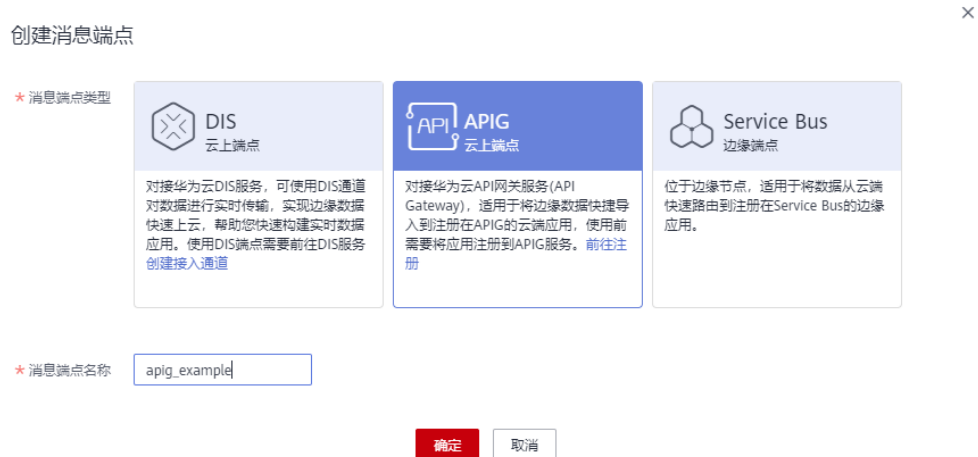 创建消息端点
* 消息端点类型
DIS
云上端点
对接华为云DIS服务，可使用DIS通道
对数据进行实时传输，实现边缘数据
快速上云，帮助您快速构建实时数据
应用。使用DIS端点需要前往DIS服务
创建接入通道
API
APIG
云上端点
对接华为云API网关服务(API
Gateway)，适用于将边缘数据快捷导
入到注册在APIG的云端应用，使用前
需要将应用注册到APIG服务。前往注
册
Service Bus
边缘端点
位于边缘节点，适用于将数据从云端
快速路由到注册在Service Bus的边缘
应用。
* 消息端点名称
apig_example
确定
取消